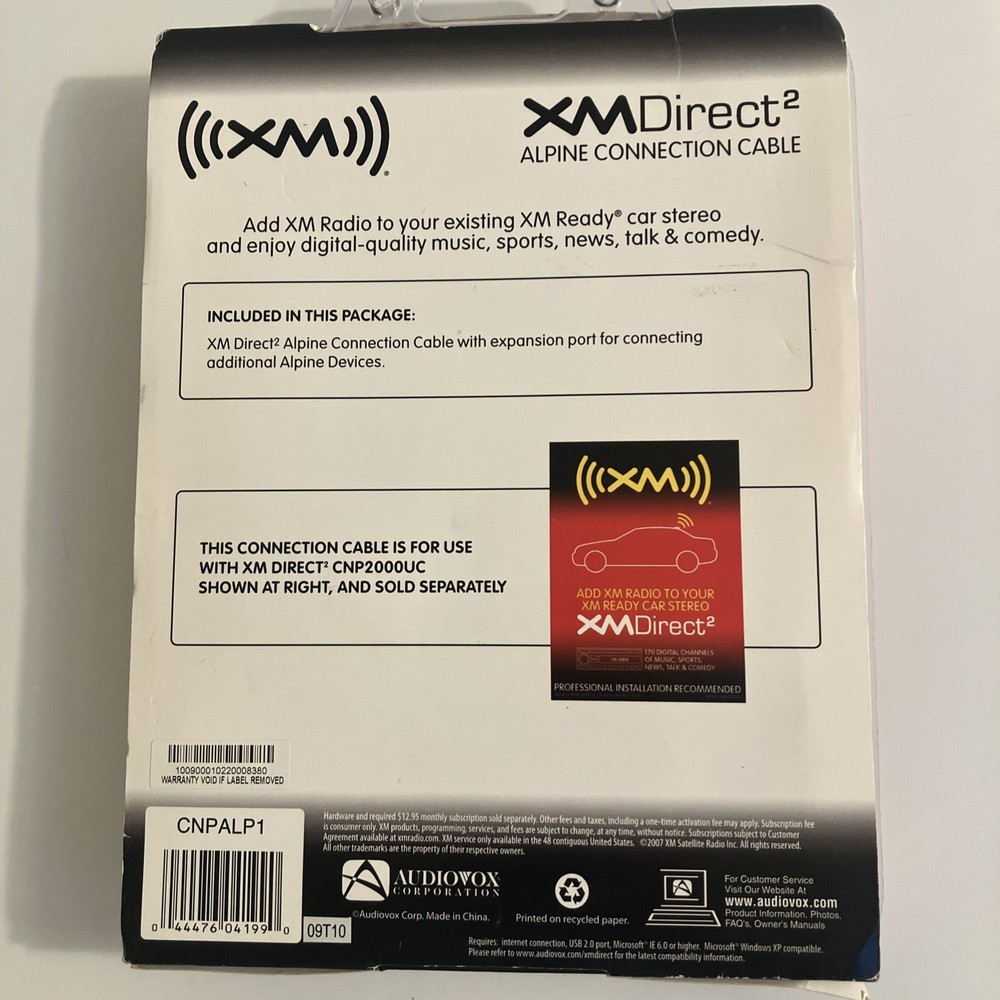 ((( XM )))®
XMDirect²
ALPINE CONNECTION CABLE
Add XM Radio to your existing XM Ready® car stereo
and enjoy digital-quality music, sports, news, talk & comedy.
INCLUDED IN THIS PACKAGE:
XM Direct² Alpine Connection Cable with expansion port for connecting
additional Alpine Devices.
THIS CONNECTION CABLE IS FOR USE
WITH XM DIRECT² CNP2000UC
SHOWN AT RIGHT, AND SOLD SEPARATELY
((( XM )))
ADD XM RADIO TO YOUR
XM READY CAR STEREO
XMDirect²
170 DIGITAL CHANNELS
OF MUSIC, SPORTS,
NEWS, TALK & COMEDY
PROFESSIONAL INSTALLATION RECOMMENDED
100900010220008380
WARRANTY VOID IF LABEL REMOVED
CNPALP1
0 44476 04199 0
09T10
Hardware and required $12.95 monthly subscription sold separately. Other fees and taxes, including a one-time activation fee may apply. Subscription fee
is consumer only. XM products, programming, services, and fees are subject to change, at any time, without notice. Subscriptions subject to Customer
Agreement available at xmradio.com. XM service only available in the 48 contiguous United States. ©2007 XM Satellite Radio Inc. All rights reserved.
All other trademarks are the property of their respective owners.
AUDIOVOX
CORPORATION
©Audiovox Corp. Made in China.
Printed on recycled paper.
For Customer Service
Visit Our Website At
www.audiovox.com
Product Information, Photos,
FAQ's, Owner's Manuals
Requires: internet connection, USB 2.0 port, Microsoft® IE 6.0 or higher. Microsoft® Windows XP compatible.
Please refer to www.audiovox.com/xmdirect for the latest compatibility information.